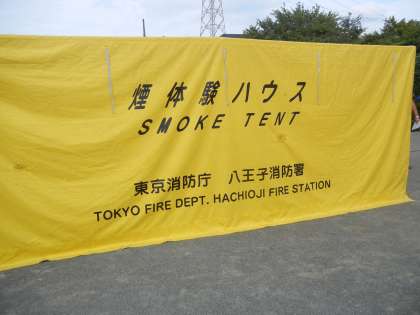 煙体験ハウス
SMOKE TENT
東京消防庁 八王子消防署
TOKYO FIRE DEPT. HACHIOJI FIRE STATION